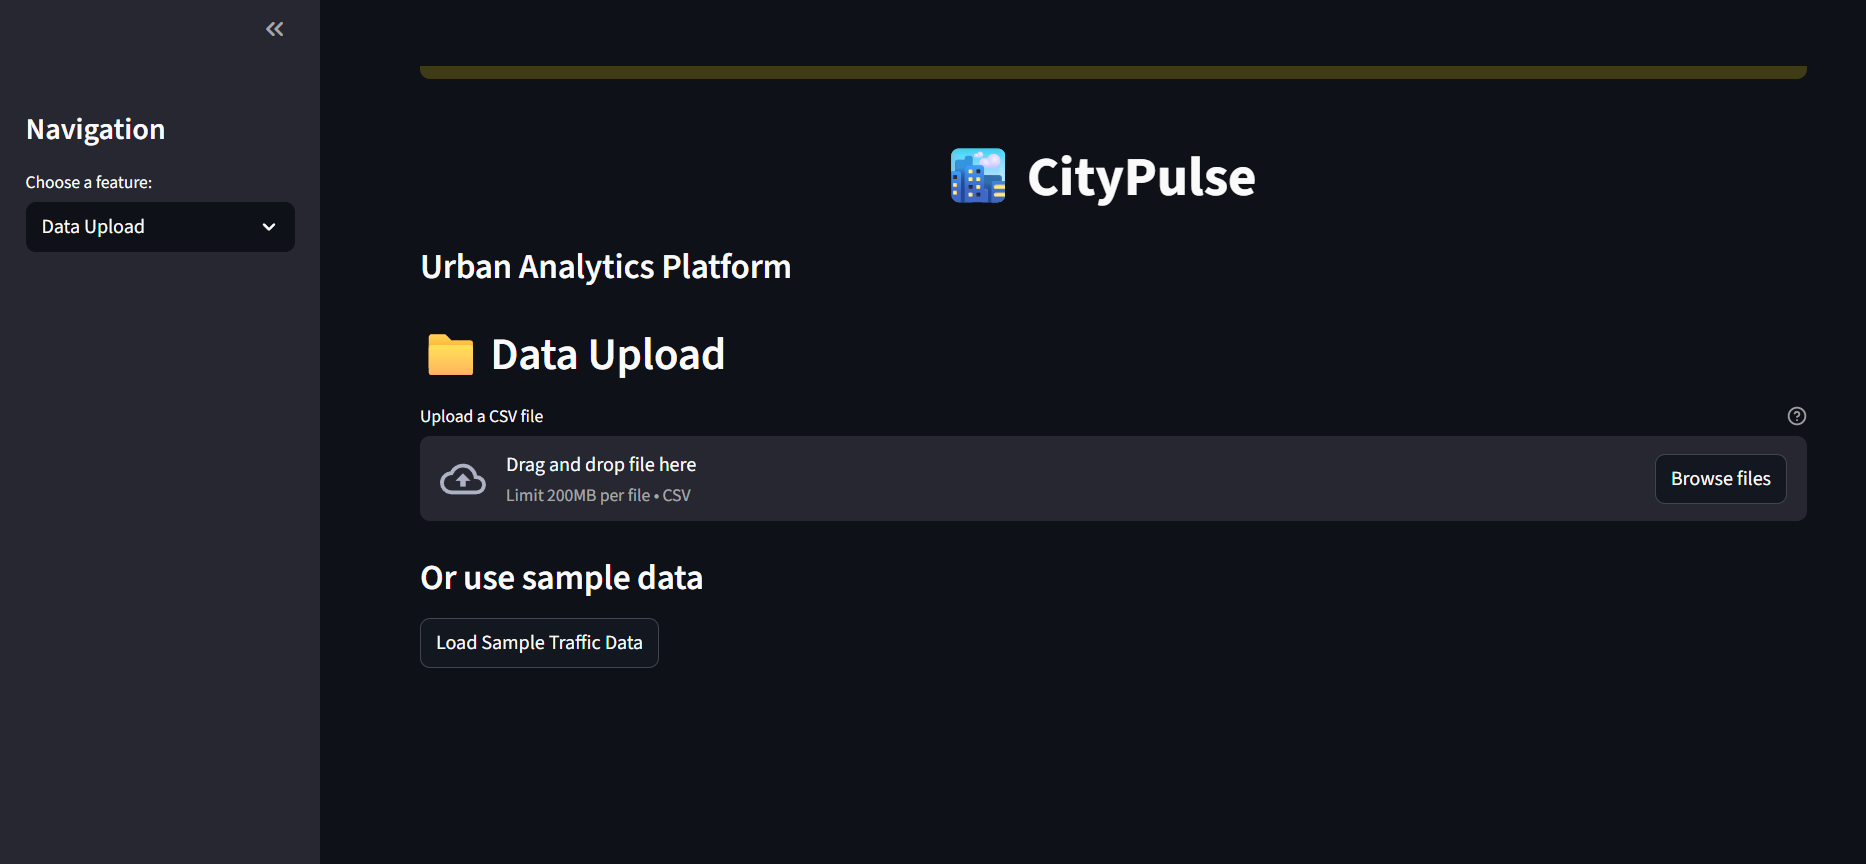 Navigation
Choose a feature:
Data Upload
CityPulse
Urban Analytics Platform
Data Upload
Upload a CSV file
Drag and drop file here
Limit 200MB per file • CSV
Browse files
Or use sample data
Load Sample Traffic Data